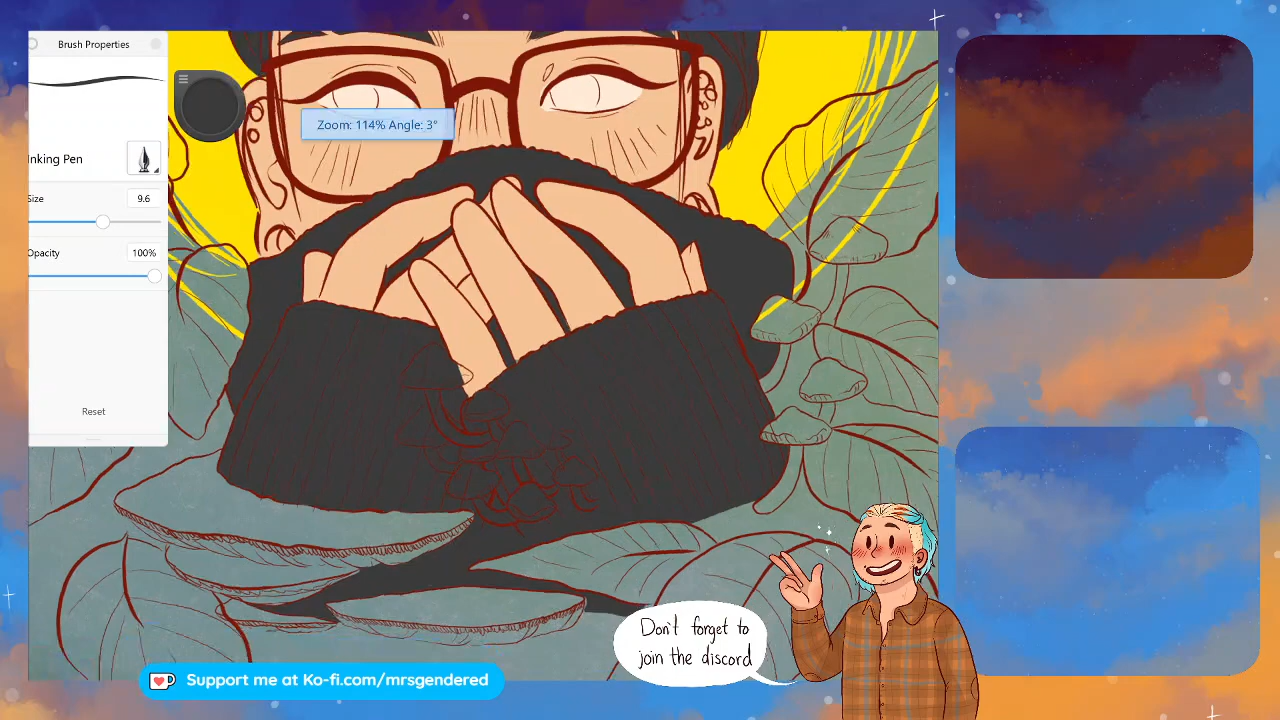 Brush Properties
Zoom: 114% Angle: 3°
nking Pen
Size 9.6
Opacity 100%
Reset
Don't forget to
join the discord
Support me at Ko-fi.com/mrsgendered